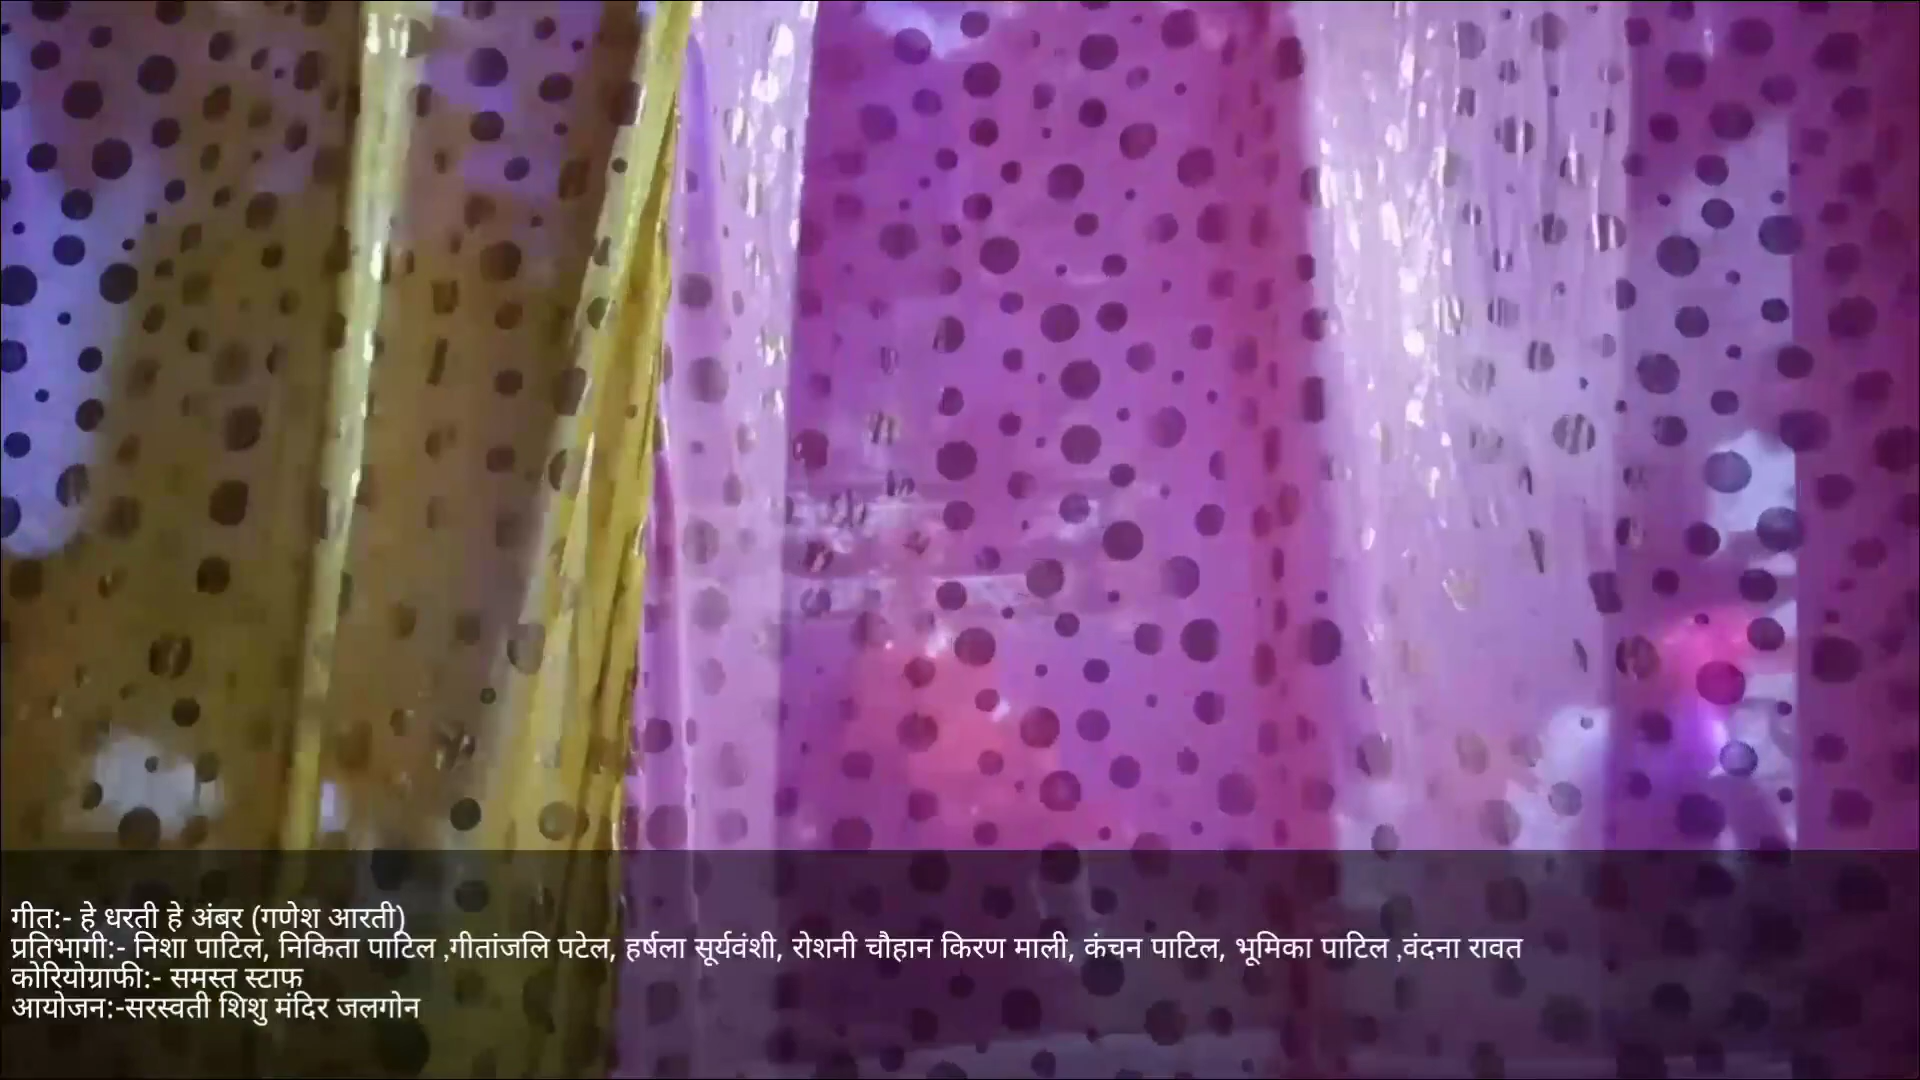 गीत:- हे धरती हे अंबर (गणेश आरती)
प्रतिभागी:- निशा पाटिल, निकिता पाटिल ,गीतांजलि पटेल, हर्षला सूर्यवंशी, रोशनी चौहान किरण माली, कंचन पाटिल, भूमिका पाटिल ,वंदना रावत
कोरियोग्राफी:- समस्त स्टाफ
आयोजन:-सरस्वती शिशु मंदिर जलगोन